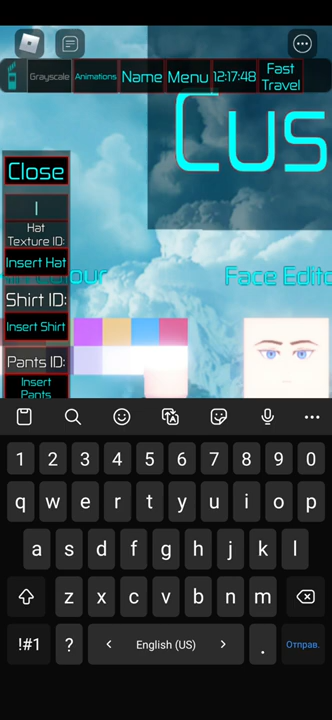 Grayscale
Animations
Name
Menu
12:17:48
Fast
Travel
Cus
Close
Hat
Texture ID:
Insert Hat
our
Face Edito
Shirt ID:
Insert Shirt
Pants ID:
Insert
Pants
1 2 3 4 5 6 7 8 9 0
q w e r t y u i o p
a s d f g h j k l
z x c v b n m
!#1 ? < English (US) > . Отправ.